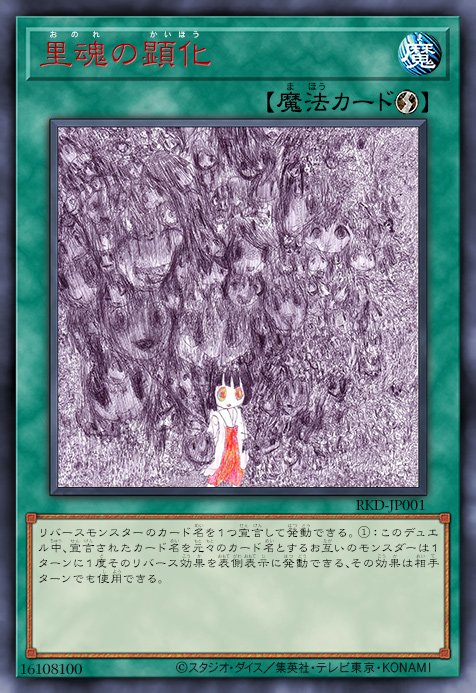 おのれ かいほう
里魂の顕化
魔
まほう
【魔法カード】
RKD-JP001
リバースモンスターのカード名を１つ宣言して発動できる。①：このデュエ
ル中、宣言されたカード名を元々のカード名とするお互いのモンスターは１
ターンに１度そのリバース効果を表側表示に発動できる、その効果は相手
ターンでも使用できる。
16108100
©スタジオ・ダイス／集英社・テレビ東京・KONAMI